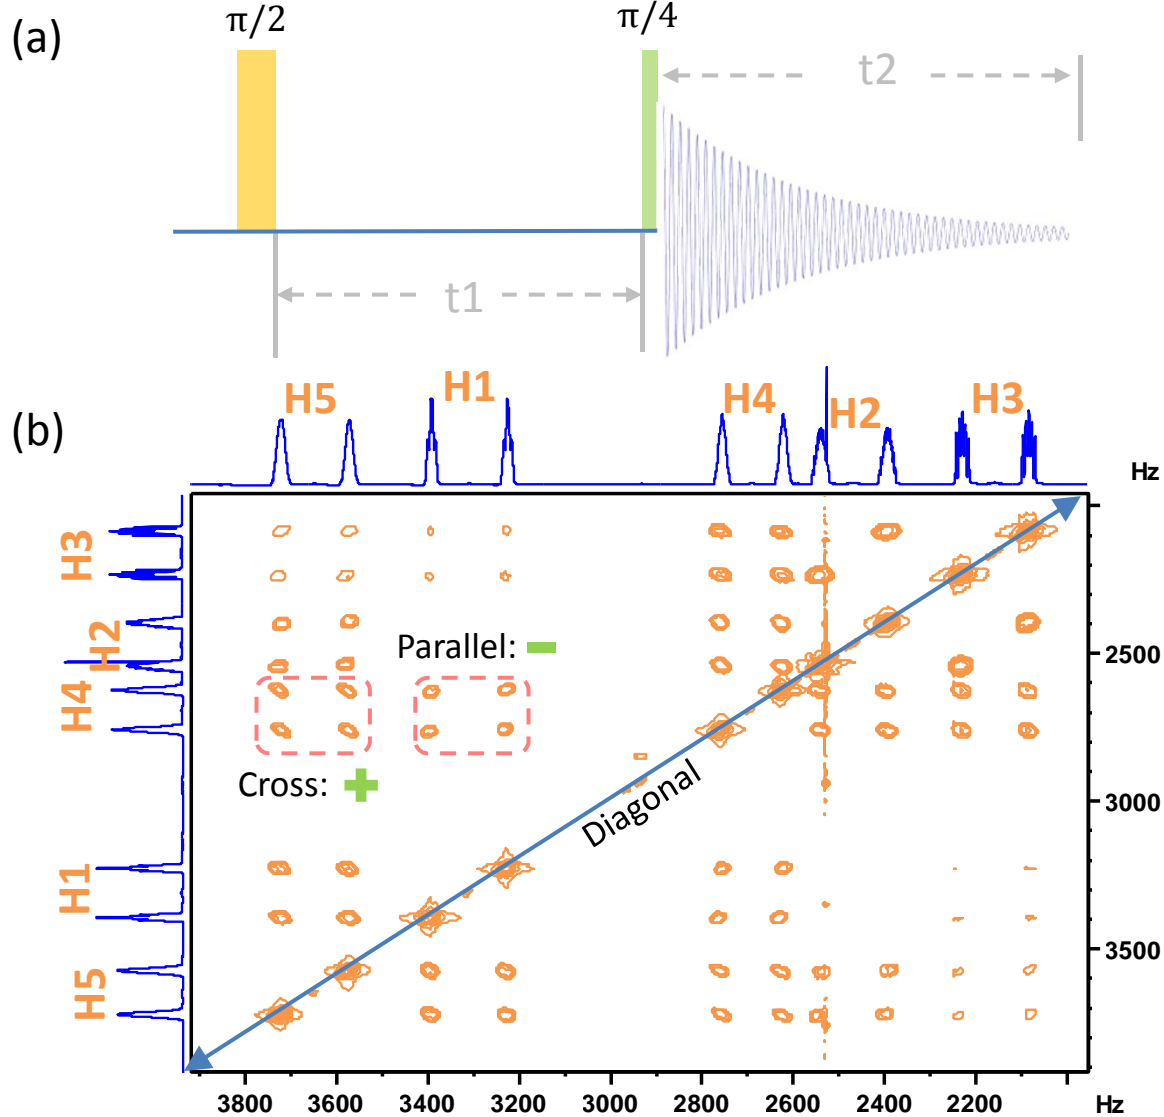 (a)
π/2
π/4
t2
t1
(b)
H5
H1
H4
H2
H3
Hz
H3
H2
H4
H1
H5
Parallel:
Cross:
Diagonal
2500
3000
3500
3800 3600 3400 3200 3000 2800 2600 2400 2200 Hz